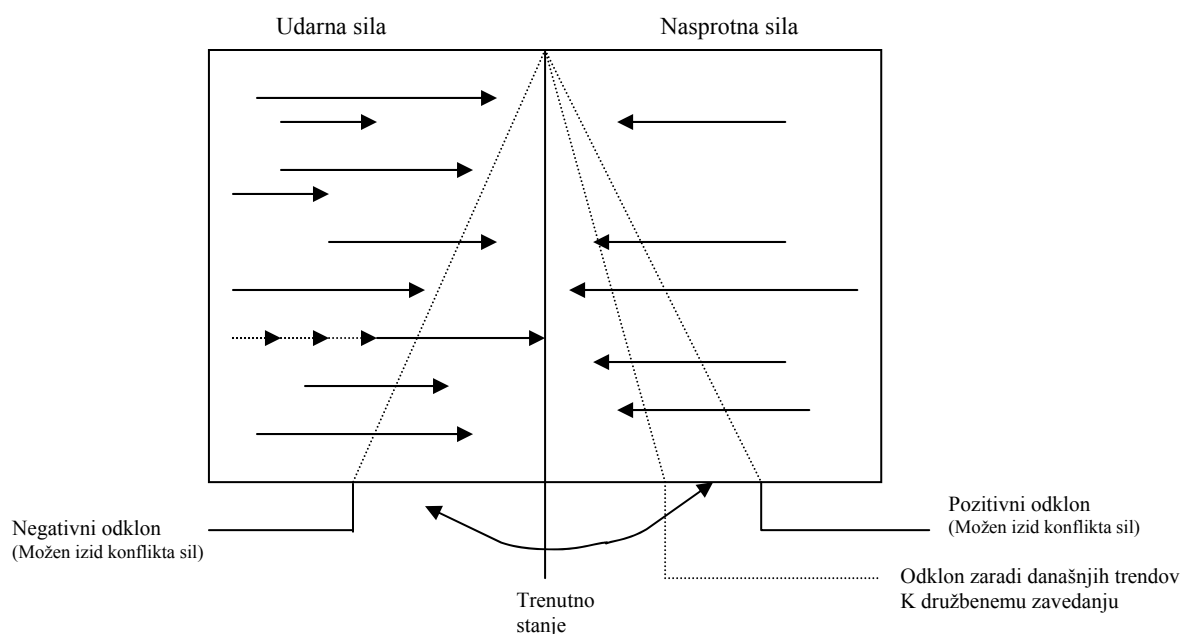 Udarna sila
Nasprotna sila
Negativni odklon
(Možen izid konflikta sil)
Pozitivni odklon
(Možen izid konflikta sil)
Odklon zaradi današnjih trendov
K družbenemu zavedanju
Trenutno
stanje